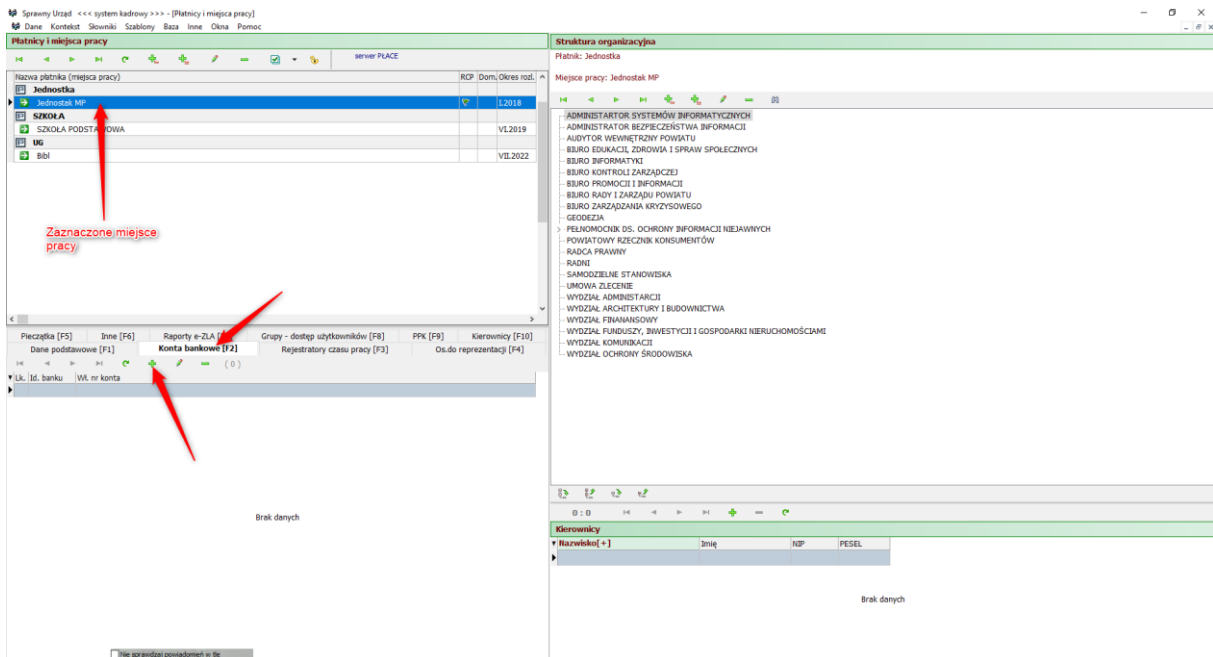 Sprawny Urząd <<< system kadrowy >>> - [Płatnicy i miejsca pracy]
Dane Kontekst Słowniki Szablony Baza Inne Okna Pomoc
Płatnicy i miejsca pracy
serwer PŁACE
Nazwa płatnika (miejsca pracy) RCP Dom. Okres rozl.
Jednostka
Jednostak MP I.2018
SZKOŁA
SZKOŁA PODSTAWOWA VI.2019
UG
Bibl VII.2022
Zaznaczone miejsce
pracy
Pieczątka [F5] Inne [F6] Raporty e-ZLA Grupy - dostęp użytkowników [F8] PPK [F9] Kierownicy [F10]
Dane podstawowe [F1] Konta bankowe [F2] Rejestratory czasu pracy [F3] Os.do reprezentacji [F4]
( 0 )
Lk. Id. banku Wł. nr konta
Brak danych
Nie sprawdzaj powiadomień w tle
Struktura organizacyjna
Płatnik: Jednostka
Miejsce pracy: Jednostak MP
ADMINISTARTOR SYSTEMÓW INFORMATYCZNYCH
ADMINISTRATOR BEZPIECZEŃSTWA INFORMACJI
AUDYTOR WEWNĘTRZNY POWIATU
BIURO EDUKACJI, ZDROWIA I SPRAW SPOŁECZNYCH
BIURO INFORMATYKI
BIURO KONTROLI ZARZĄDCZEJ
BIURO PROMOCJI I INFORMACJI
BIURO RADY I ZARZĄDU POWIATU
BIURO ZARZĄDZANIA KRYZYSOWEGO
GEODEZJA
PEŁNOMOCNIK DS. OCHRONY INFORMACJI NIEJAWNYCH
POWIATOWY RZECZNIK KONSUMENTÓW
RADCA PRAWNY
RADNI
SAMODZIELNE STANOWISKA
UMOWA ZLECENIE
WYDZIAŁ ADMINISTARCJI
WYDZIAŁ ARCHITEKTURY I BUDOWNICTWA
WYDZIAŁ FINANANSOWY
WYDZIAŁ FUNDUSZY, INWESTYCJI I GOSPODARKI NIERUCHOMOŚCIAMI
WYDZIAŁ KOMUNIKACJI
WYDZIAŁ OCHRONY ŚRODOWISKA
0 : 0
Kierownicy
Nazwisko[+] Imię NIP PESEL
Brak danych